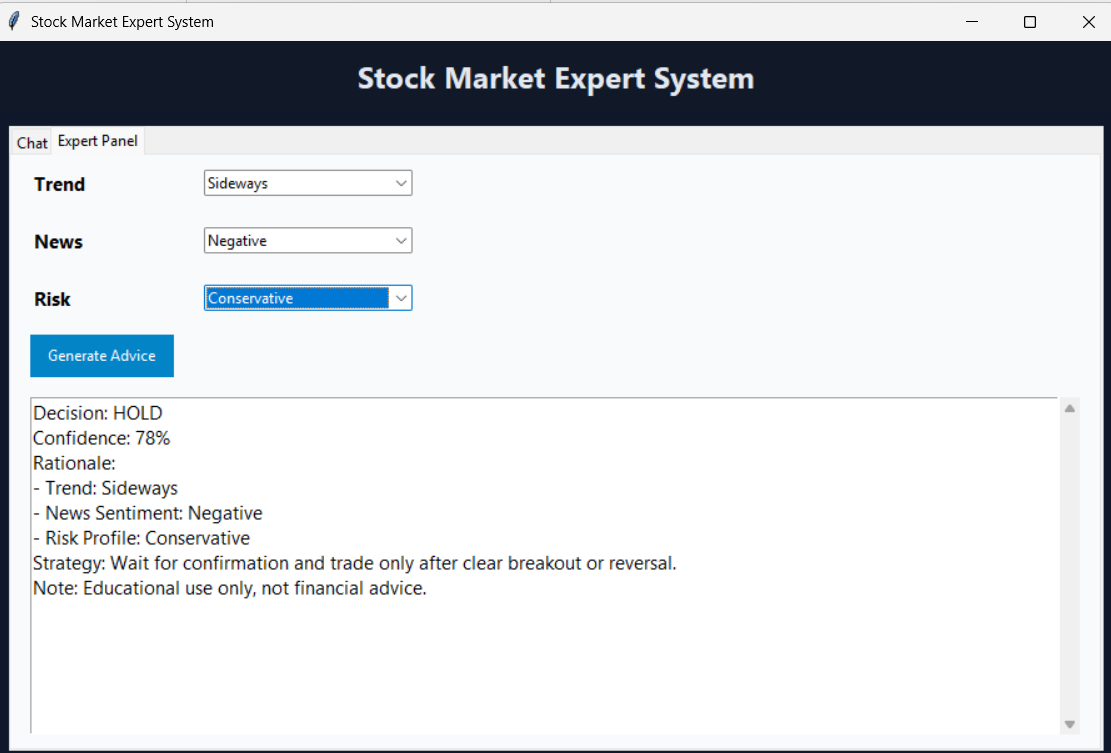 Stock Market Expert System
Stock Market Expert System
Chat Expert Panel
Trend Sideways
News Negative
Risk Conservative
Generate Advice
Decision: HOLD
Confidence: 78%
Rationale:
- Trend: Sideways
- News Sentiment: Negative
- Risk Profile: Conservative
Strategy: Wait for confirmation and trade only after clear breakout or reversal.
Note: Educational use only, not financial advice.